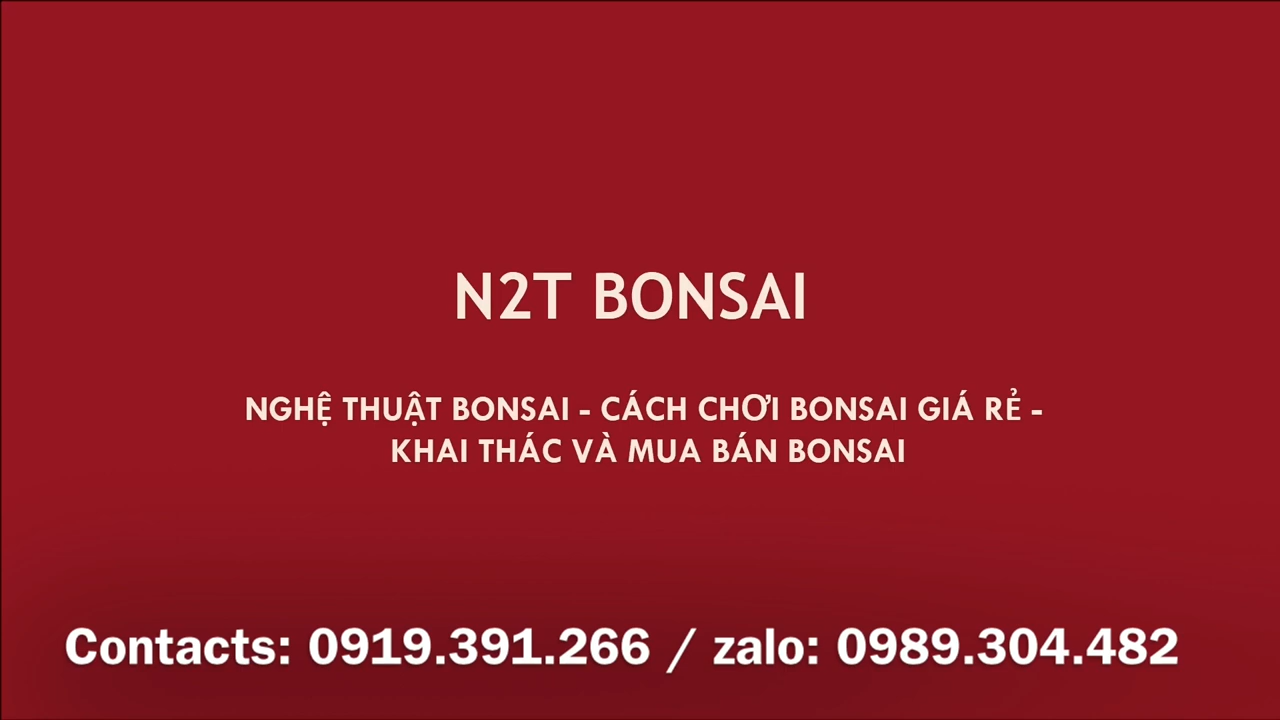 N2T BONSAI
NGHỆ THUẬT BONSAI - CÁCH CHƠI BONSAI GIÁ RẺ -
KHAI THÁC VÀ MUA BÁN BONSAI
Contacts: 0919.391.266 / zalo: 0989.304.482